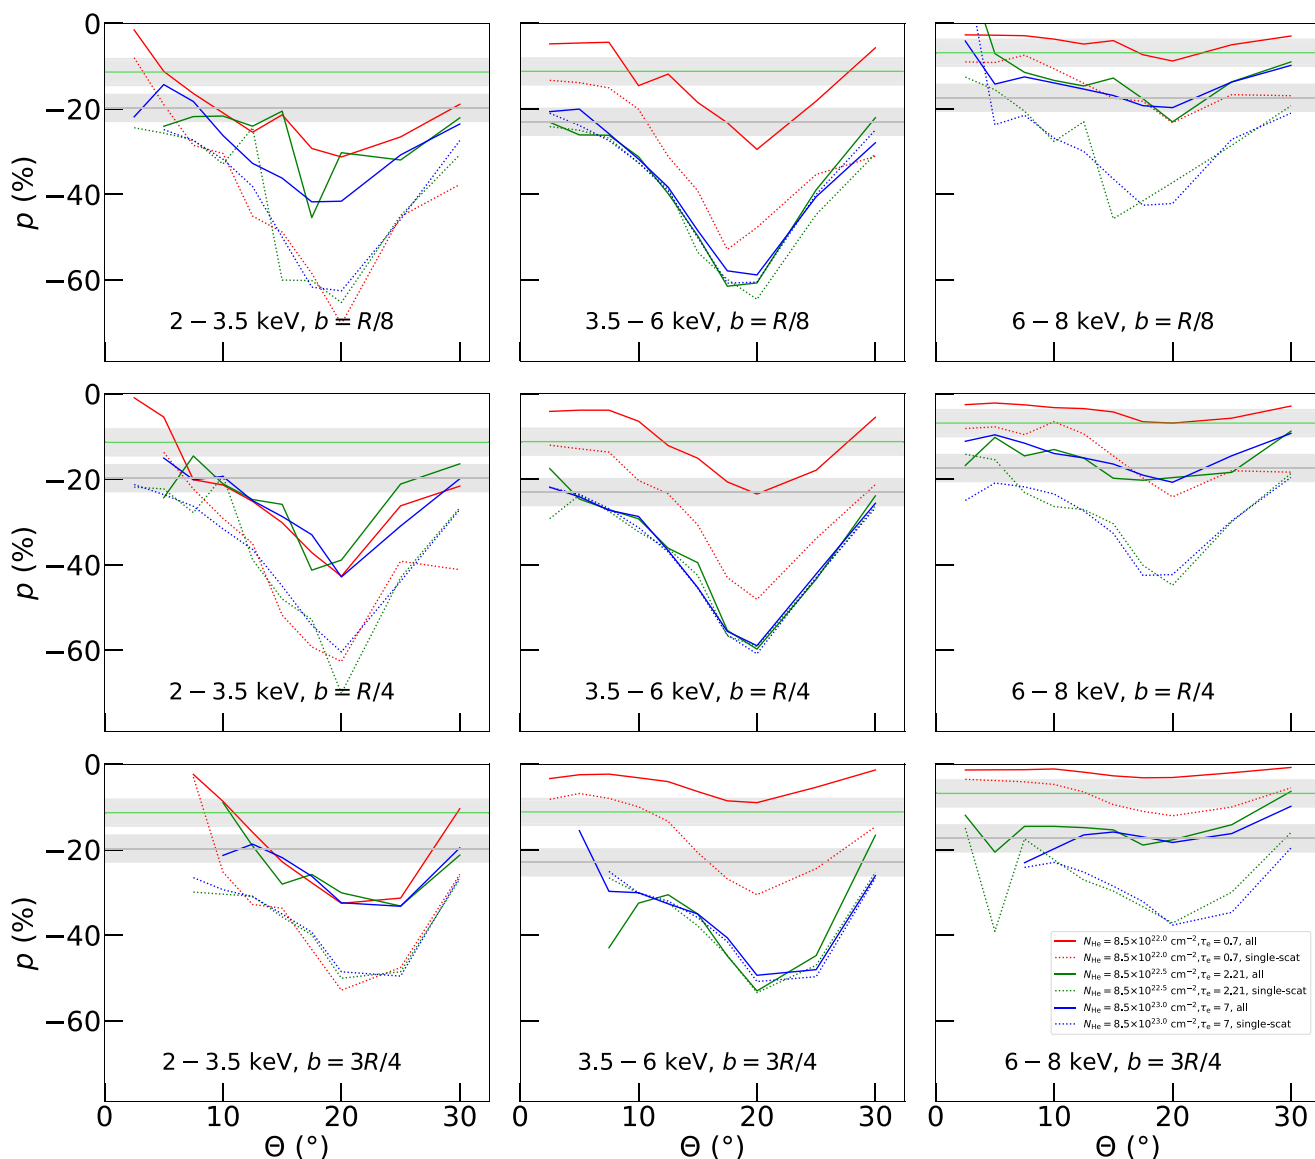 0
−20
−40
−60
p (%)
2 − 3.5 keV, b = R/8
3.5 − 6 keV, b = R/8
6 − 8 keV, b = R/8
0
−20
−40
−60
p (%)
2 − 3.5 keV, b = R/4
3.5 − 6 keV, b = R/4
6 − 8 keV, b = R/4
0
−20
−40
−60
p (%)
2 − 3.5 keV, b = 3R/4
3.5 − 6 keV, b = 3R/4
N_He = 8.5×10^22.0 cm^−2, τ_e = 0.7, all
N_He = 8.5×10^22.0 cm^−2, τ_e = 0.7, single-scat
N_He = 8.5×10^22.5 cm^−2, τ_e = 2.21, all
N_He = 8.5×10^22.5 cm^−2, τ_e = 2.21, single-scat
N_He = 8.5×10^23.0 cm^−2, τ_e = 7, all
N_He = 8.5×10^23.0 cm^−2, τ_e = 7, single-scat
6 − 8 keV, b = 3R/4
0 10 20 30
0 10 20 30
0 10 20 30
Θ (°)
Θ (°)
Θ (°)